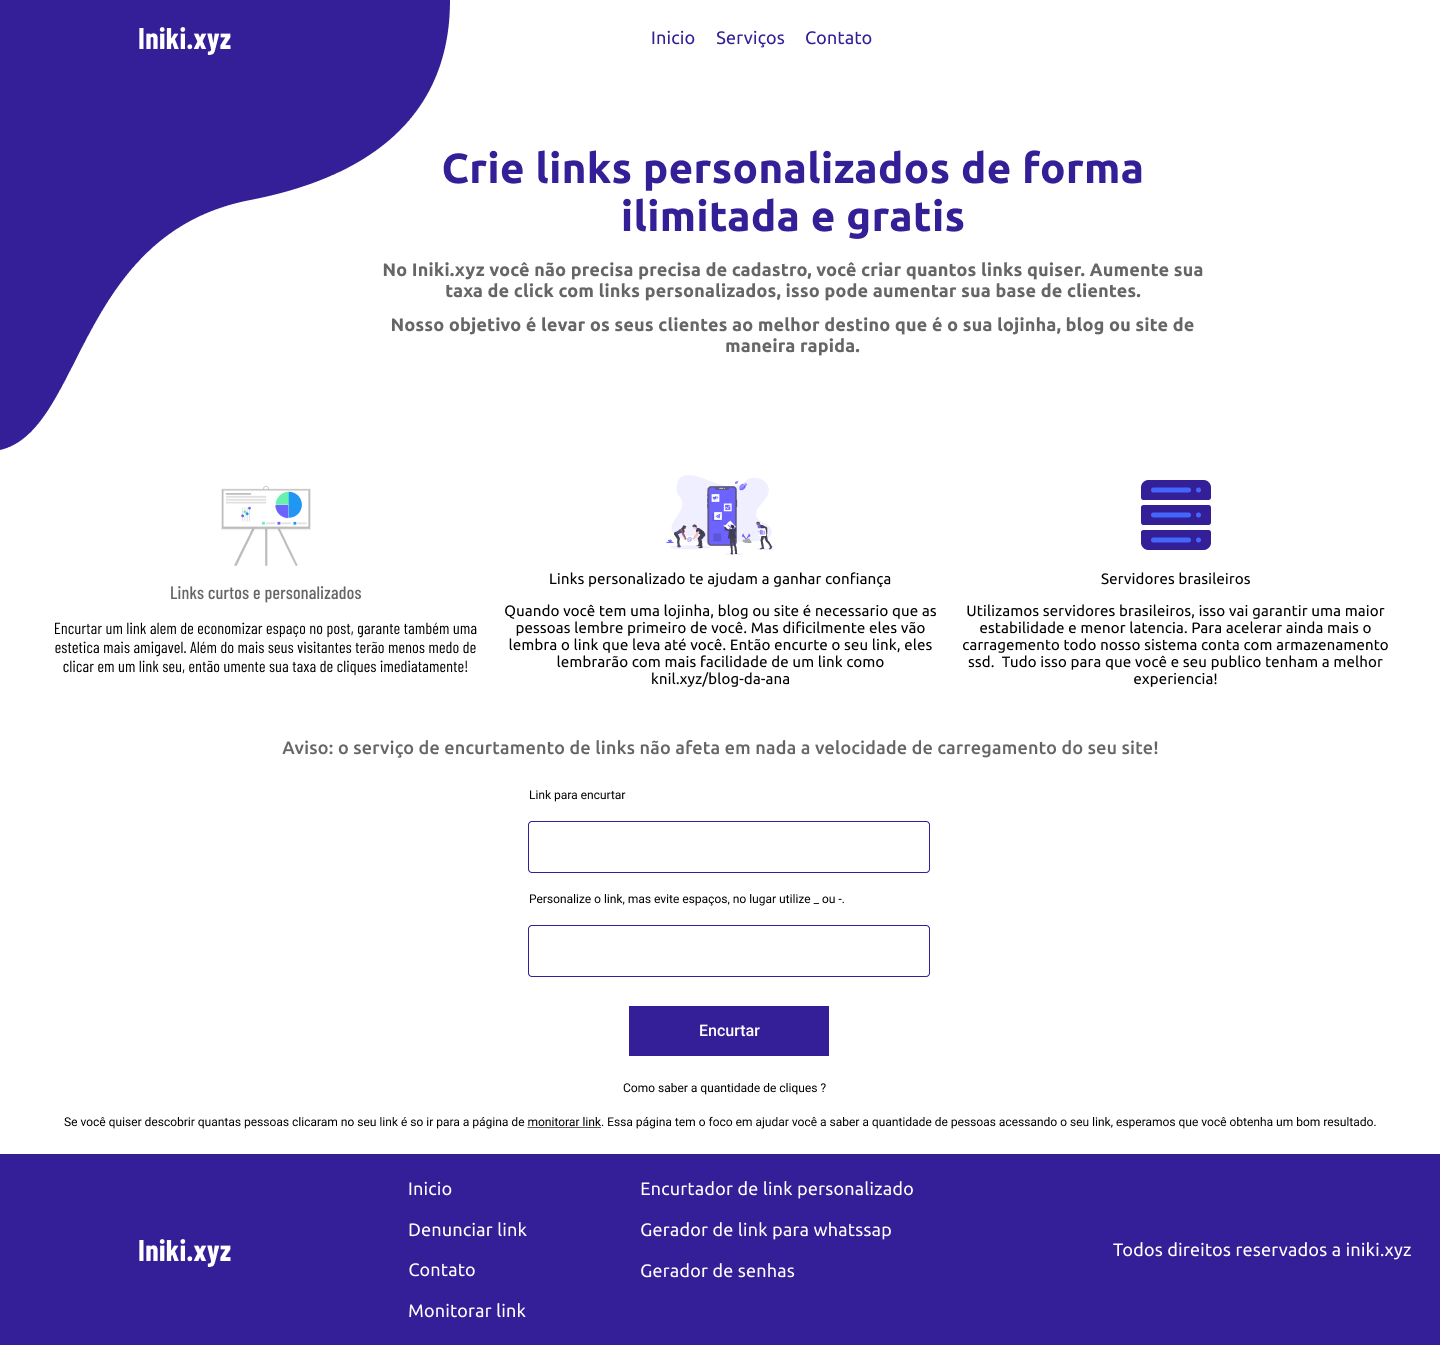 Iniki.xyz
Inicio Serviços Contato
Crie links personalizados de forma
ilimitada e gratis
No Iniki.xyz você não precisa precisa de cadastro, você criar quantos links quiser. Aumente sua
taxa de click com links personalizados, isso pode aumentar sua base de clientes.
Nosso objetivo é levar os seus clientes ao melhor destino que é o sua lojinha, blog ou site de
maneira rapida.
Links curtos e personalizados
Encurtar um link alem de economizar espaço no post, garante também uma
estetica mais amigavel. Além do mais seus visitantes terão menos medo de
clicar em um link seu, então umente sua taxa de cliques imediatamente!
Links personalizado te ajudam a ganhar confiança
Quando você tem uma lojinha, blog ou site é necessario que as
pessoas lembre primeiro de você. Mas dificilmente eles vão
lembra o link que leva até você. Então encurte o seu link, eles
lembrarão com mais facilidade de um link como
knil.xyz/blog-da-ana
Servidores brasileiros
Utilizamos servidores brasileiros, isso vai garantir uma maior
estabilidade e menor latencia. Para acelerar ainda mais o
carragemento todo nosso sistema conta com armazenamento
ssd.  Tudo isso para que você e seu publico tenham a melhor
experiencia!
Aviso: o serviço de encurtamento de links não afeta em nada a velocidade de carregamento do seu site!
Link para encurtar
Personalize o link, mas evite espaços, no lugar utilize _ ou -.
Encurtar
Como saber a quantidade de cliques ?
Se você quiser descobrir quantas pessoas clicaram no seu link é so ir para a página de monitorar link. Essa página tem o foco em ajudar você a saber a quantidade de pessoas acessando o seu link, esperamos que você obtenha um bom resultado.
Iniki.xyz
Inicio
Denunciar link
Contato
Monitorar link
Encurtador de link personalizado
Gerador de link para whatssap
Gerador de senhas
Todos direitos reservados a iniki.xyz